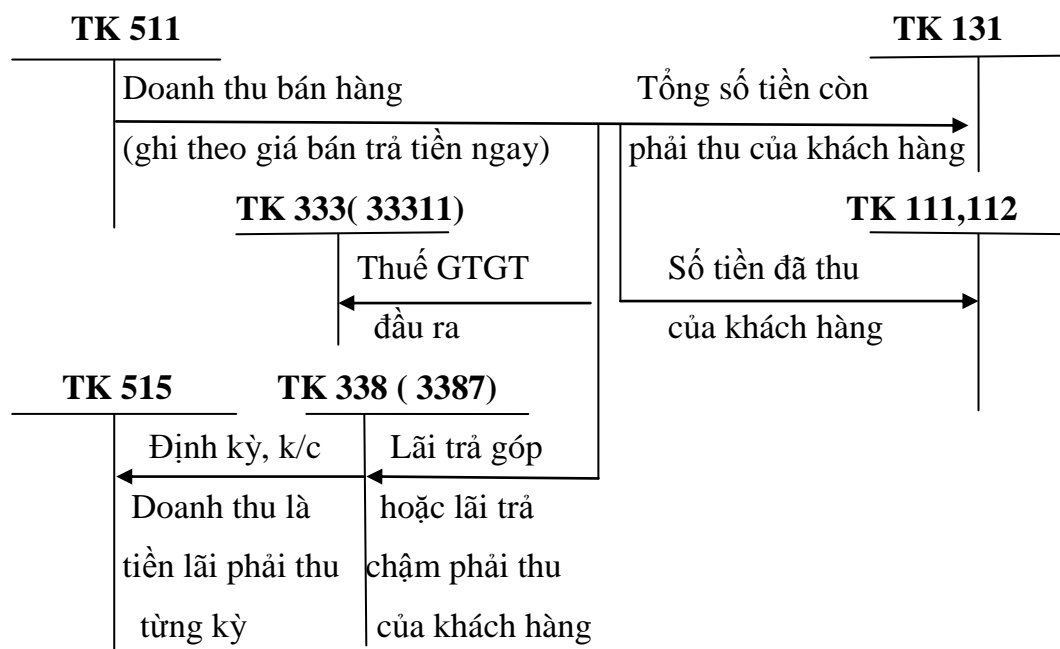 TK 511 TK 131
Doanh thu bán hàng Tổng số tiền còn
(ghi theo giá bán trả tiền ngay) phải thu của khách hàng
TK 333( 33311) TK 111,112
Thuế GTGT Số tiền đã thu
đầu ra của khách hàng
TK 515 TK 338 ( 3387)
Định kỳ, k/c Lãi trả góp
Doanh thu là hoặc lãi trả
tiền lãi phải thu chậm phải thu
từng kỳ của khách hàng